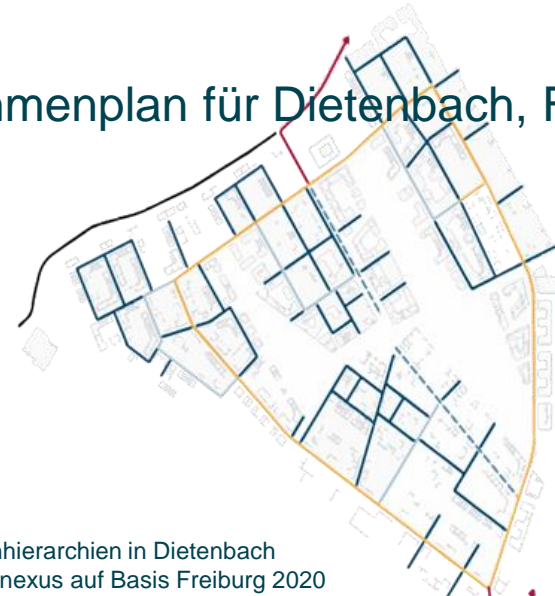 menplan für Dietenbach, F
hierarchien in Dietenbach
nexus auf Basis Freiburg 2020